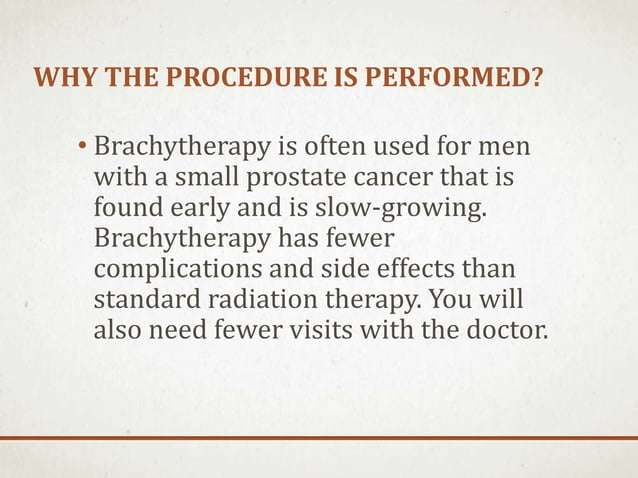 WHY THE PROCEDURE IS PERFORMED?
• Brachytherapy is often used for men
with a small prostate cancer that is
found early and is slow-growing.
Brachytherapy has fewer
complications and side effects than
standard radiation therapy. You will
also need fewer visits with the doctor.